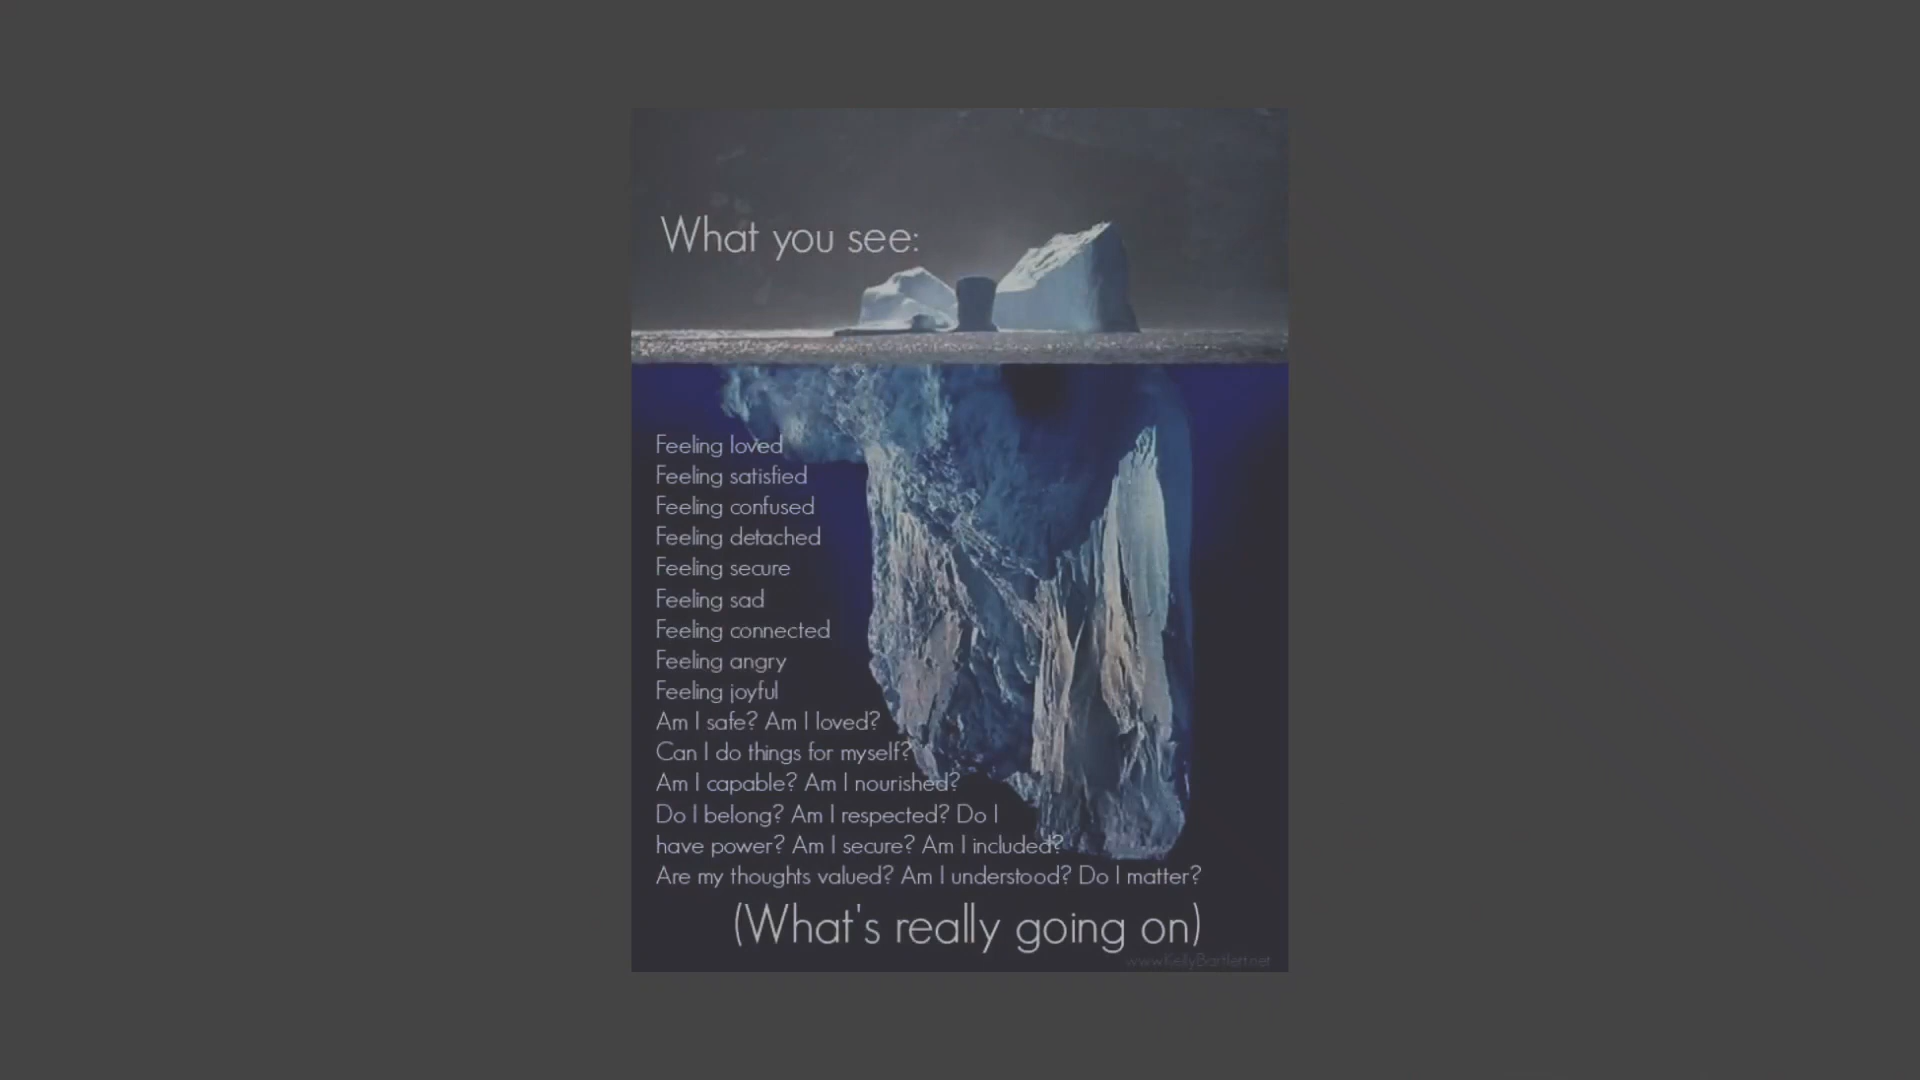 What you see:
Feeling loved
Feeling satisfied
Feeling confused
Feeling detached
Feeling secure
Feeling sad
Feeling connected
Feeling angry
Feeling joyful
Am I safe? Am I loved?
Can I do things for myself?
Am I capable? Am I nourished?
Do I belong? Am I respected? Do I
have power? Am I secure? Am I included?
Are my thoughts valued? Am I understood? Do I matter?
(What's really going on)
www.KellyBartlett.net